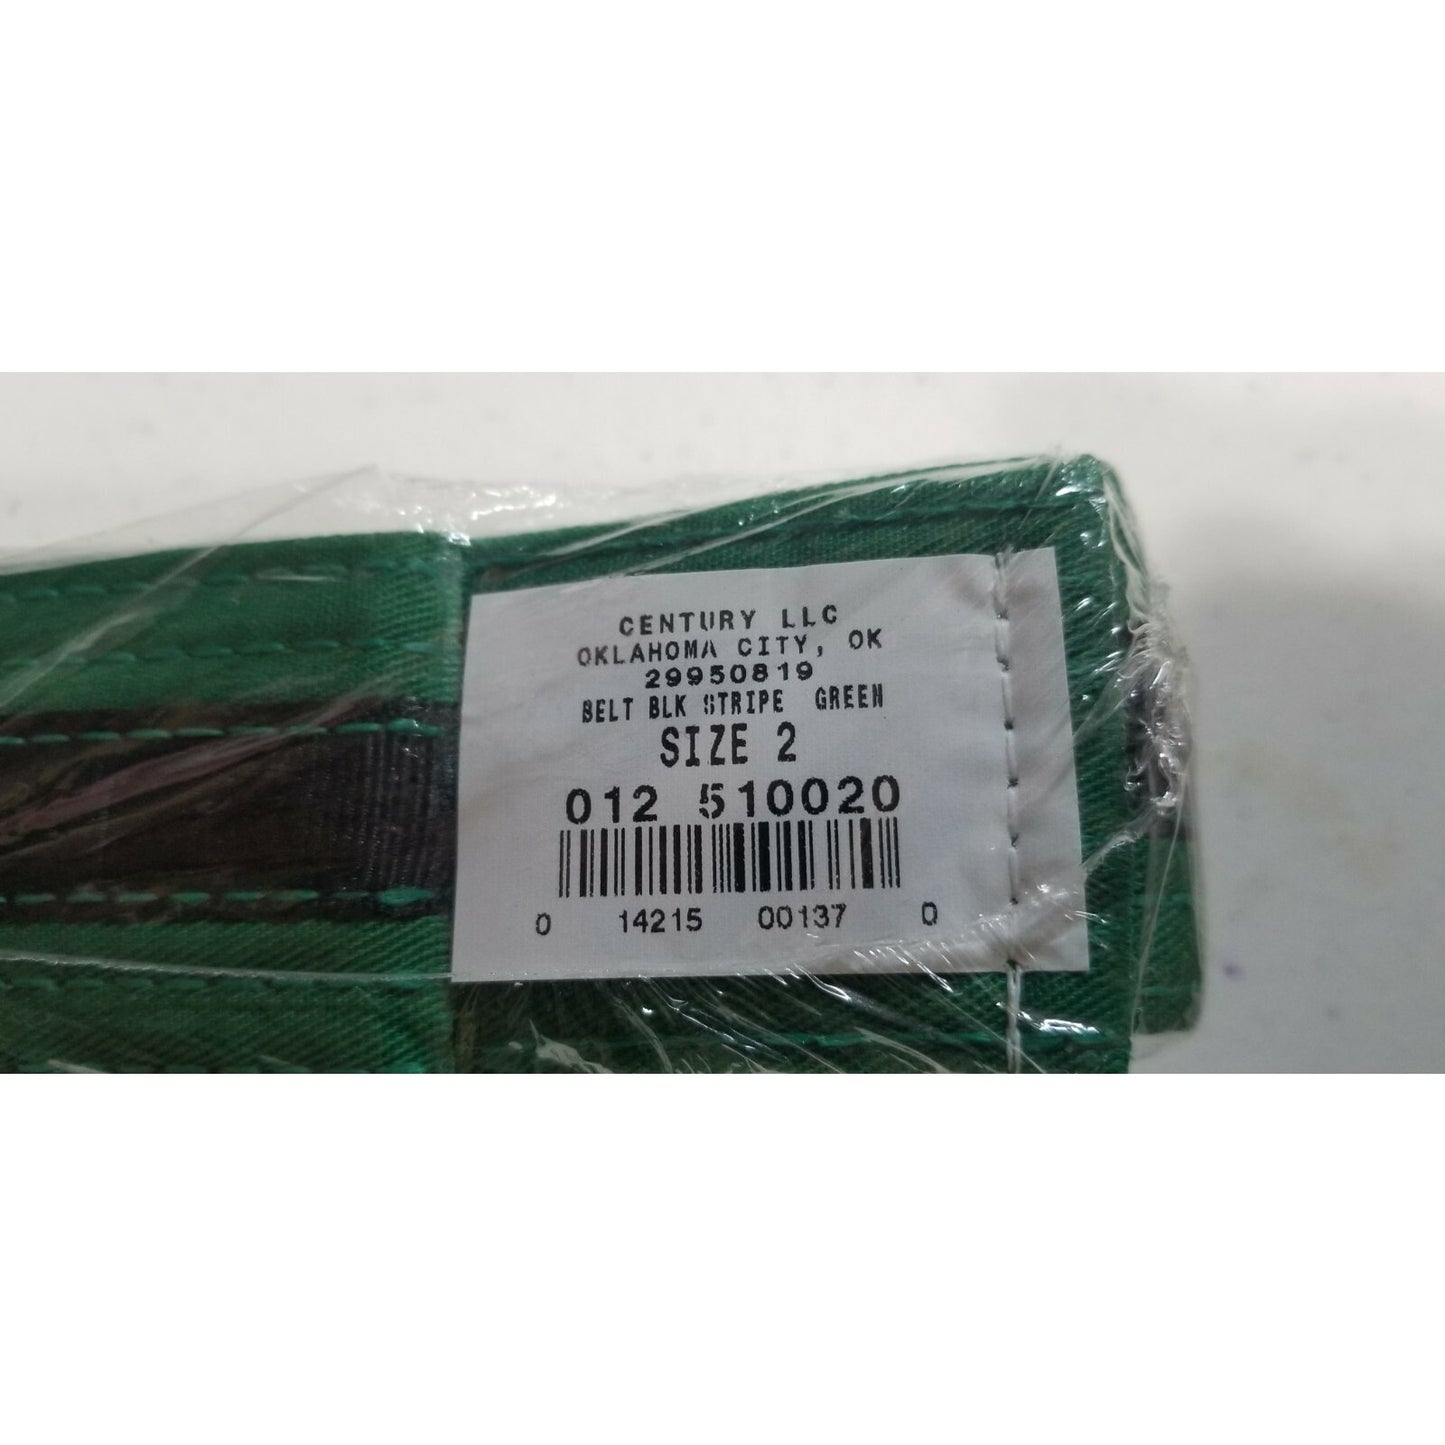 CENTURY LLC
OKLAHOMA CITY, OK
29950819
BELT BLK STRIPE GREEN
SIZE 2
012 510020
0 14215 00137 0